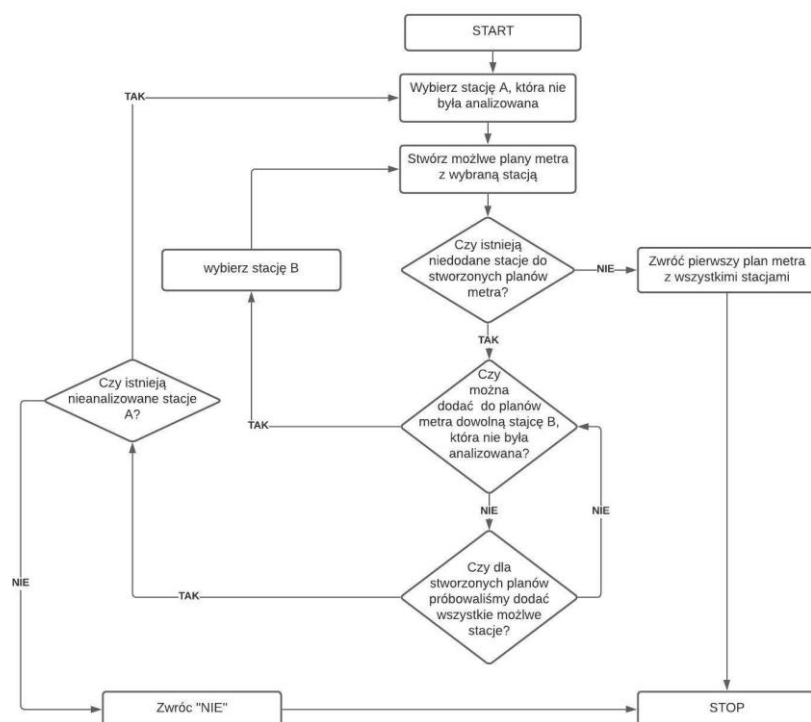 START
TAK
Wybierz stację A, która nie
była analizowana
Stwórz możlwe plany metra
z wybraną stacją
Czy istnieją
niedodane stacje do
stworzonych planów
metra?
NIE
Zwróć pierwszy plan metra
z wszystkimi stacjami
wybierz stację B
TAK
Czy istnieją
nieanalizowane stacje
A?
Czy
można
dodać do planów
metra dowolną stajcę B,
która nie była
analizowana?
TAK
NIE
NIE
NIE
Czy dla
stworzonych planów
próbowaliśmy dodać
wszystkie możlwe
stacje?
TAK
Zwróc "NIE"
STOP